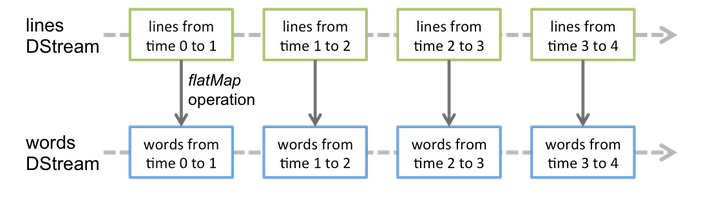 lines
DStream
lines from
time 0 to 1
lines from
time 1 to 2
lines from
time 2 to 3
lines from
time 3 to 4
flatMap
operation
words
DStream
words from
time 0 to 1
words from
time 1 to 2
words from
time 2 to 3
words from
time 3 to 4